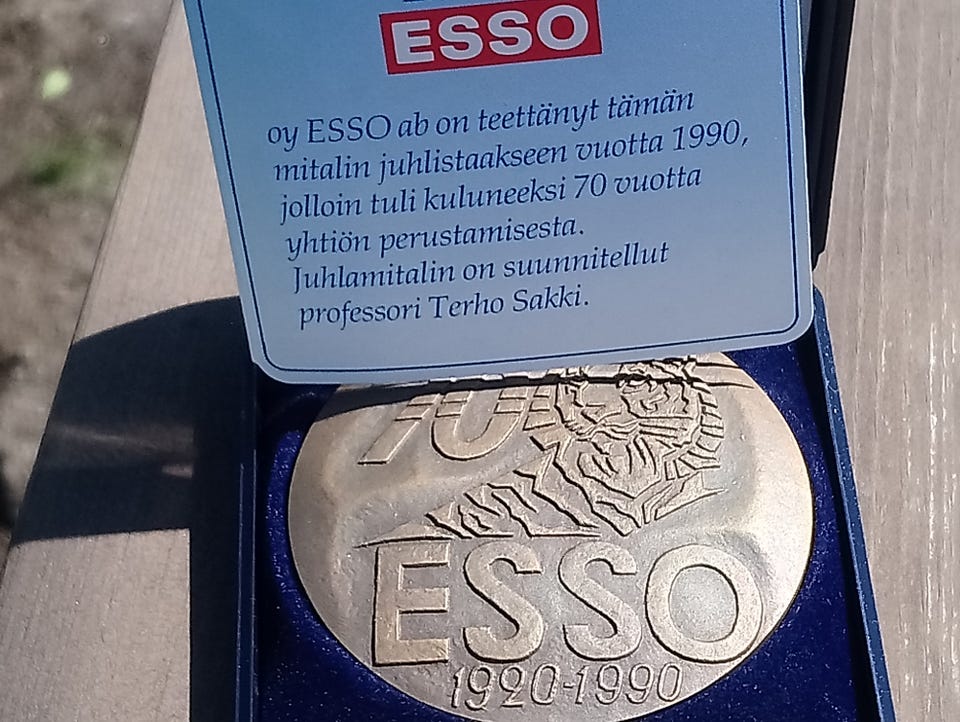 ESSO
oy ESSO ab on teettänyt tämän
mitalin juhlistaakseen vuotta 1990,
jolloin tuli kuluneeksi 70 vuotta
yhtiön perustamisesta.
Juhlamitalin on suunnitellut
professori Terho Sakki.
70
ESSO
1920-1990